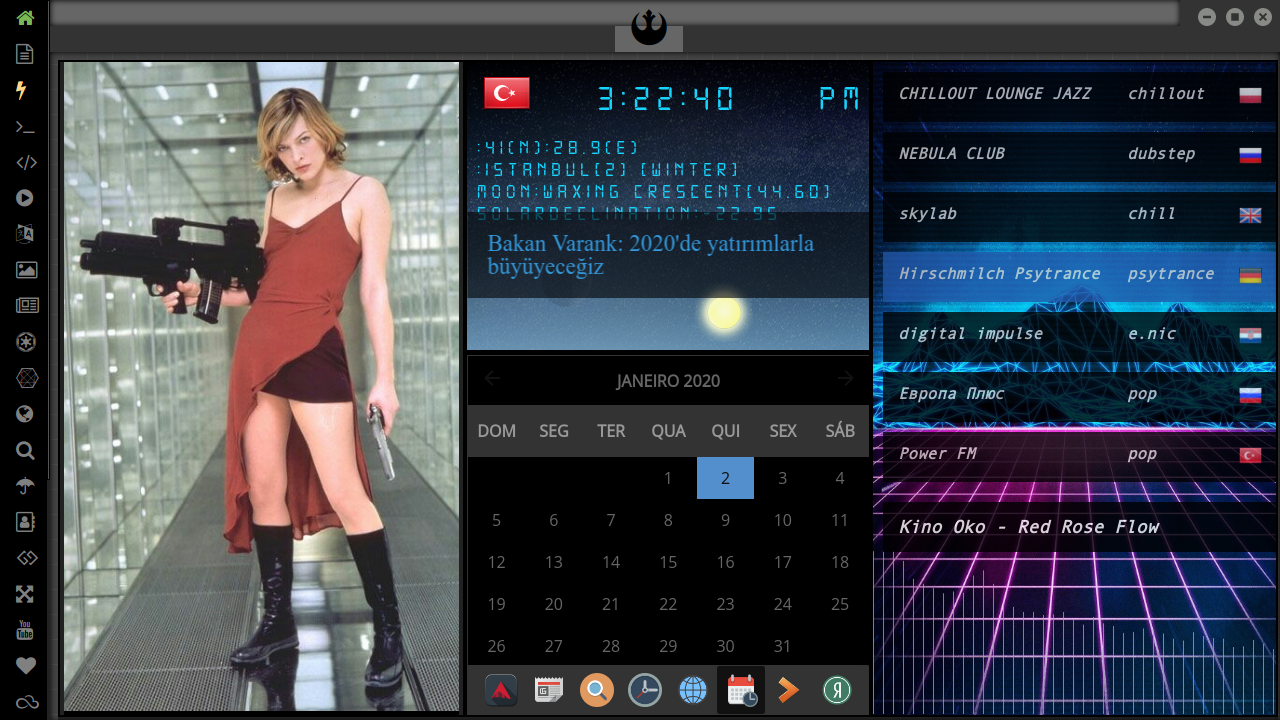 3:22:40 PM
:41(N):28.9(E)
:ISTANBUL(2) (WINTER)
MOON:WAXING CRESCENT(44.60)
SOLARDECLINATION:-22.95
Bakan Varank: 2020'de yatırımlarla
büyüyeceğiz
JANEIRO 2020
DOM SEG TER QUA QUI SEX SÁB
1 2 3 4
5 6 7 8 9 10 11
12 13 14 15 16 17 18
19 20 21 22 23 24 25
26 27 28 29 30 31
CHILLOUT LOUNGE JAZZ chillout
NEBULA CLUB dubstep
skylab chill
Hirschmilch Psytrance psytrance
digital impulse e.nic
Европа Плюс pop
Power FM pop
Kino Oko - Red Rose Flow
You
Tube
Я